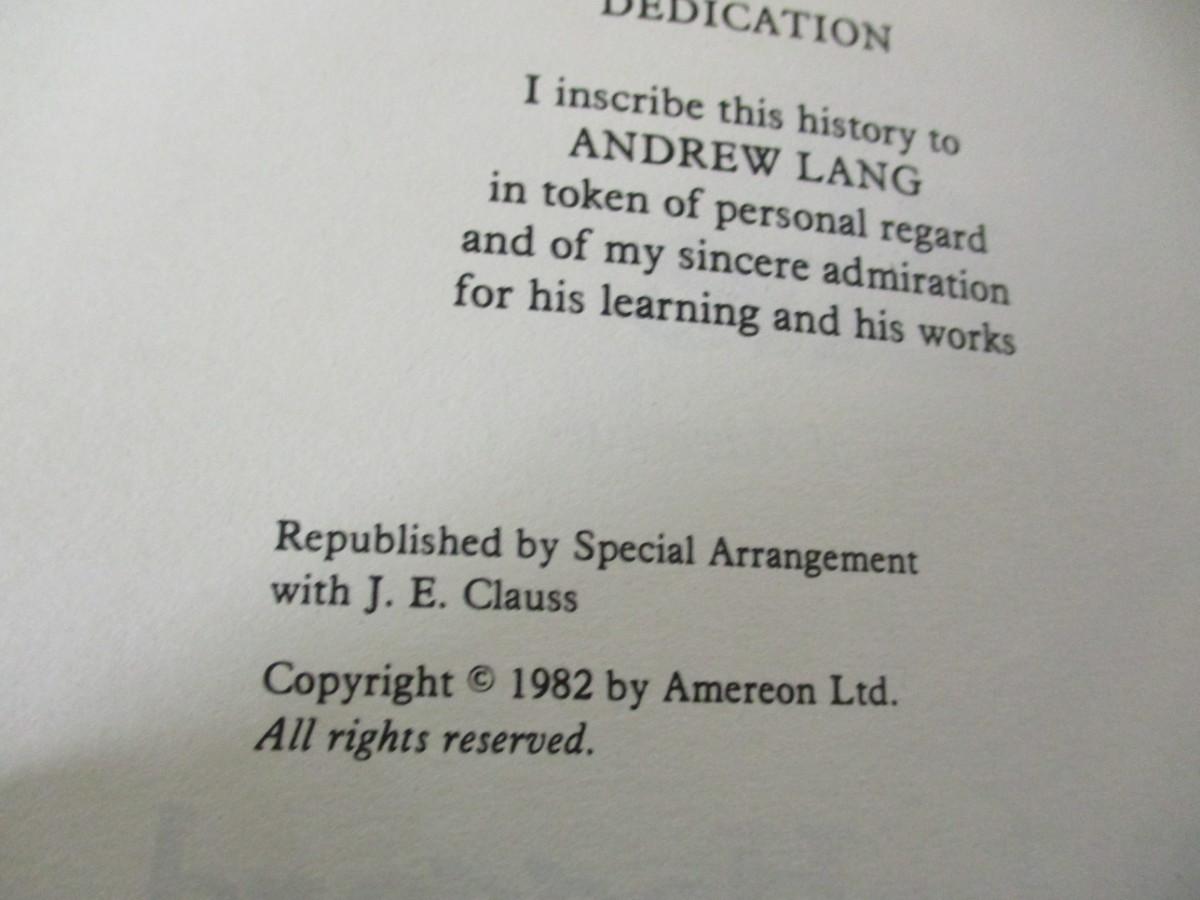 DEDICATION
I inscribe this history to
ANDREW LANG
in token of personal regard
and of my sincere admiration
for his learning and his works
Republished by Special Arrangement
with J. E. Clauss
Copyright © 1982 by Amereon Ltd.
All rights reserved.